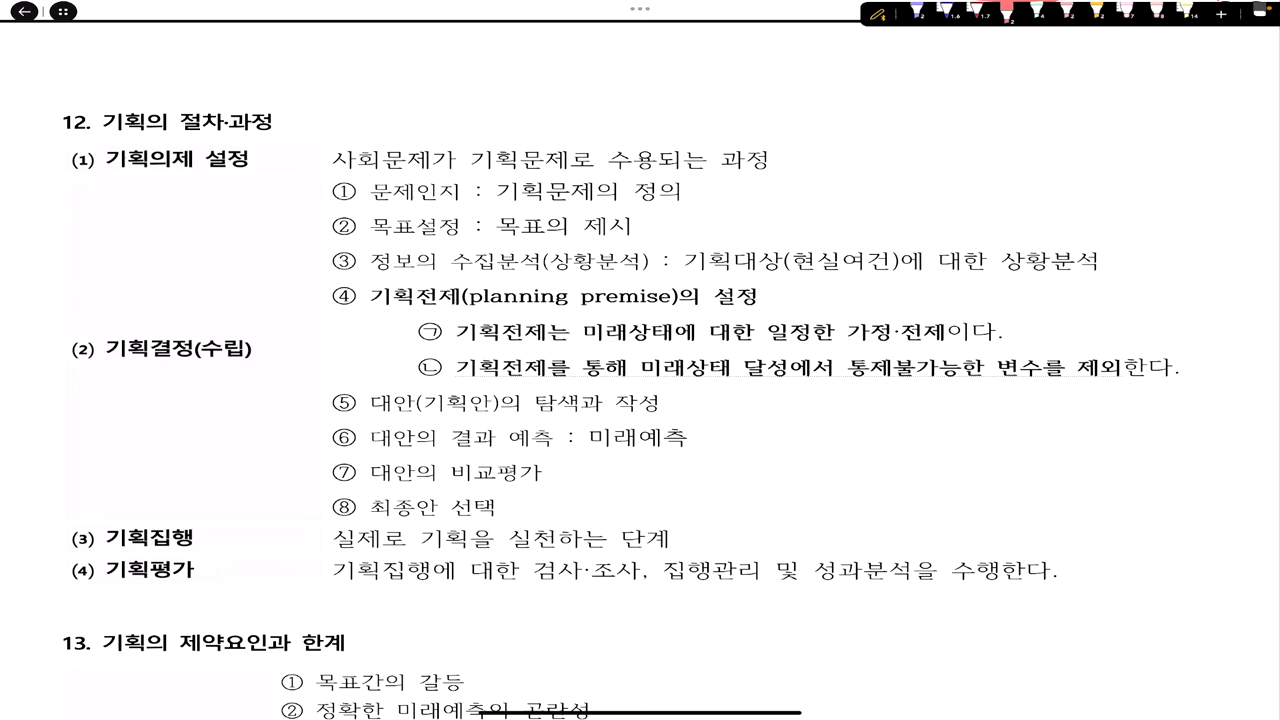 12. 기획의 절차·과정
(1) 기획의제 설정 사회문제가 기획문제로 수용되는 과정
① 문제인지 : 기획문제의 정의
② 목표설정 : 목표의 제시
③ 정보의 수집분석(상황분석) : 기획대상(현실여건)에 대한 상황분석
④ 기획전제(planning premise)의 설정
㉠ 기획전제는 미래상태에 대한 일정한 가정·전제이다.
(2) 기획결정(수립)
㉡ 기획전제를 통해 미래상태 달성에서 통제불가능한 변수를 제외한다.
⑤ 대안(기획안)의 탐색과 작성
⑥ 대안의 결과 예측 : 미래예측
⑦ 대안의 비교평가
⑧ 최종안 선택
(3) 기획집행 실제로 기획을 실천하는 단계
(4) 기획평가 기획집행에 대한 검사·조사, 집행관리 및 성과분석을 수행한다.
13. 기획의 제약요인과 한계
① 목표간의 갈등
② 정확한 미래예측의 곤란성